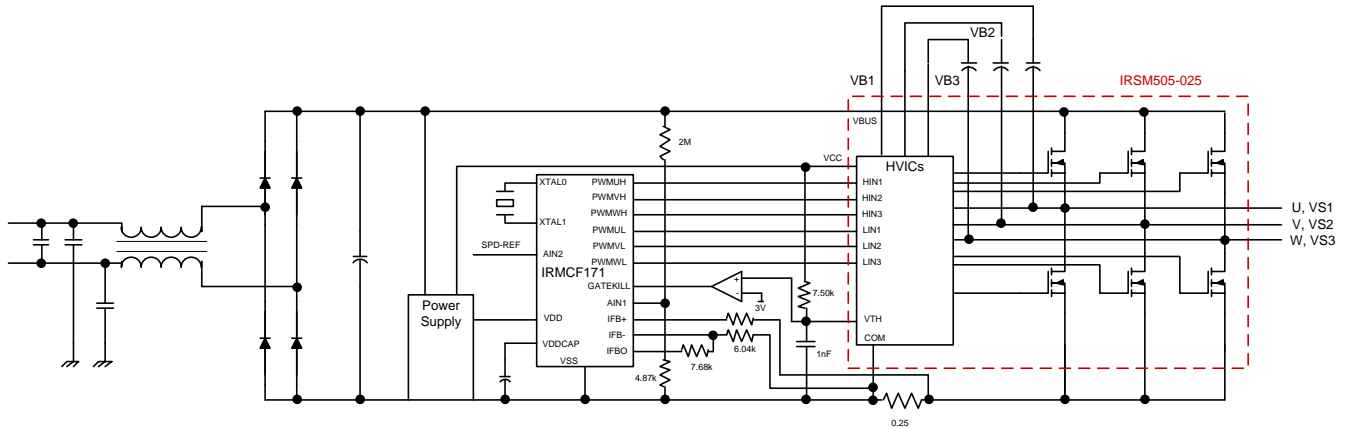 VB2
VB1
VB3
IRSM505-025
VBUS
2M
VCC
HVICs
XTAL0
PWMUH
HIN1
PWMVH
HIN2
PWMWH
HIN3
U, VS1
XTAL1
PWMUL
LIN1
V, VS2
SPD-REF
PWMVL
LIN2
W, VS3
AIN2
PWMWL
LIN3
IRMCF171
GATEKILL
+
-
3V
7.50k
Power
Supply
AIN1
VDD
IFB+
VTH
IFB-
COM
VDDCAP
6.04k
IFBO
1nF
VSS
7.68k
4.87k
0.25